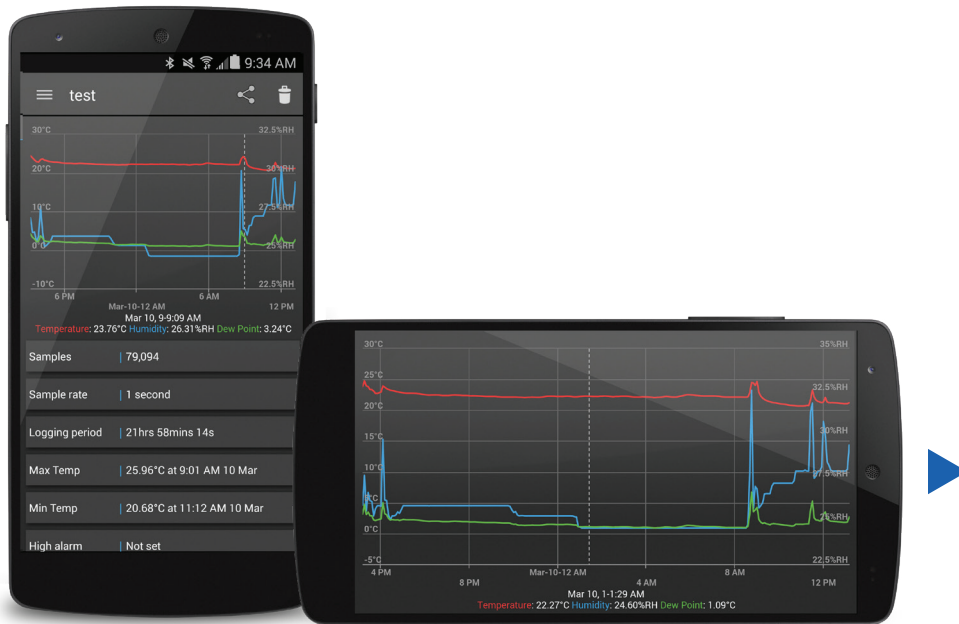 9:34 AM
test
30°C 32.5%RH
20°C 30%RH
10°C 27.5%RH
0°C 25%RH
-10°C 22.5%RH
6 PM 6 AM
Mar-10-12 AM 12 PM
Mar 10, 9-9:09 AM
Temperature: 23.76°C Humidity: 26.31%RH Dew Point: 3.24°C
Samples | 79,094
Sample rate | 1 second
Logging period | 21hrs 58mins 14s
Max Temp | 25.96°C at 9:01 AM 10 Mar
Min Temp | 20.68°C at 11:12 AM 10 Mar
High alarm | Not set
30°C 35%RH
25°C 32.5%RH
20°C
15°C 30%RH
10°C
0°C
-5°C 22.5%RH
4 PM Mar-10-12 AM 8 AM
8 PM 4 AM 12 PM
Mar 10, 1-1:29 AM
Temperature: 22.27°C Humidity: 24.60%RH Dew Point: 1.09°C